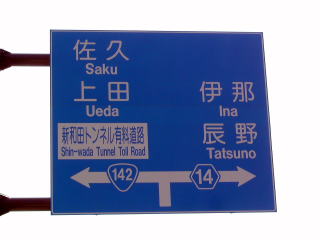 佐久
Saku
上田
Ueda
新和田トンネル有料道路
Shin-wada Tunnel Toll Road
142
伊那
Ina
辰野
Tatsuno
14